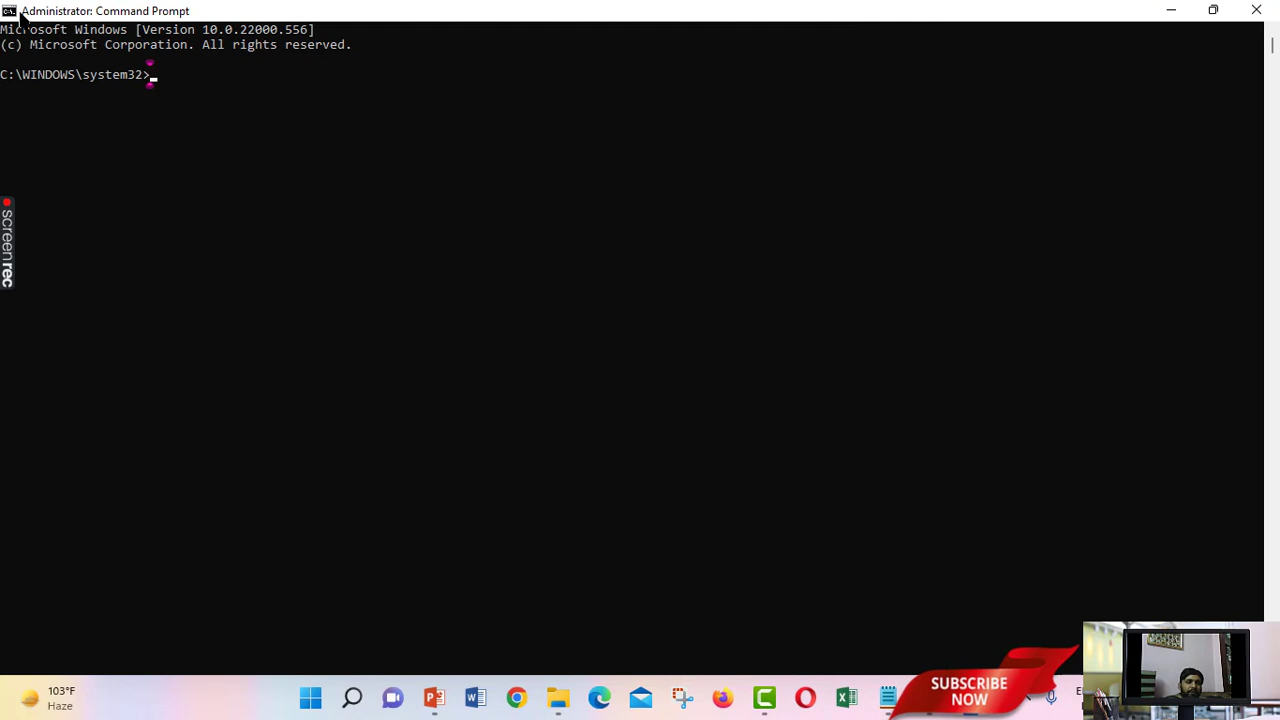 Administrator: Command Prompt
Microsoft Windows [Version 10.0.22000.556]
(c) Microsoft Corporation. All rights reserved.
C:\WINDOWS\system32>
screenrec
103°F
Haze
SUBSCRIBE
NOW